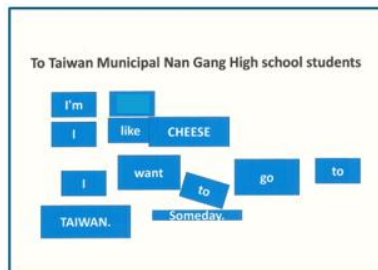 To Taiwan Municipal Nan Gang High school students
I'm
I like CHEESE
I want to go to
TAIWAN. Someday.